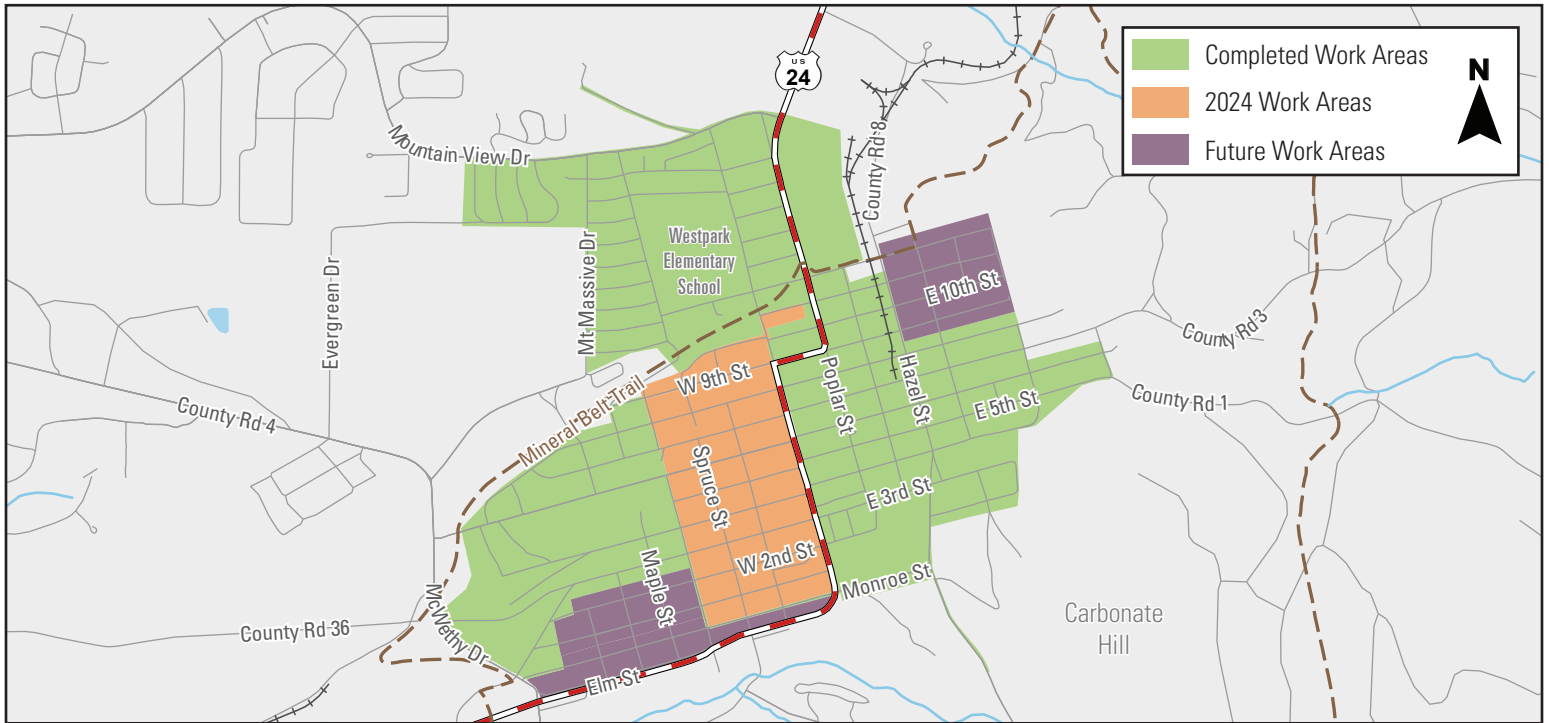 US
24
Completed Work Areas
2024 Work Areas
Future Work Areas
N
Mountain View Dr
County Rd 8
Westpark
Elementary
School
Mt Massive Dr
Evergreen Dr
E 10th St
County Rd 3
W 9th St
Poplar St
Hazel St
County Rd 4
Mineral Belt Trail
E 5th St
County Rd 1
Spruce St
E 3rd St
W 2nd St
Maple St
Monroe St
McWethy Dr
County Rd 36
Carbonate
Hill
Elm St